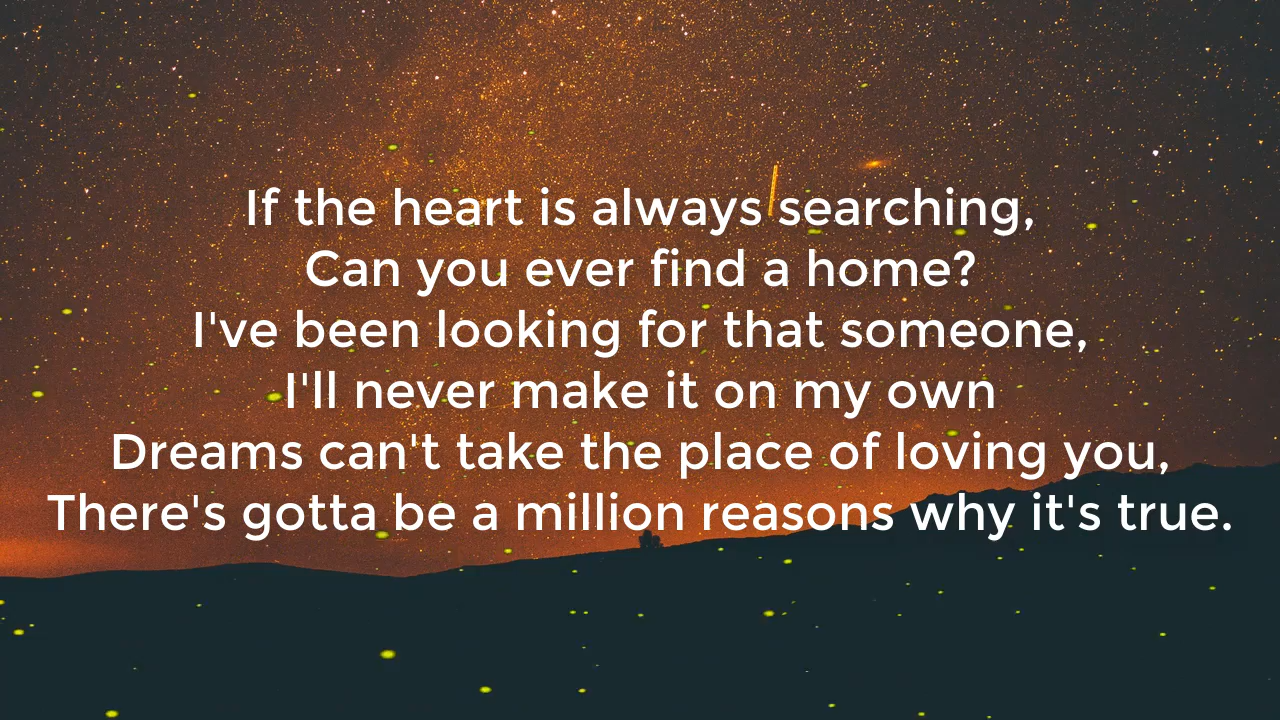 If the heart is always searching,
Can you ever find a home?
I've been looking for that someone,
I'll never make it on my own
Dreams can't take the place of loving you,
There's gotta be a million reasons why it's true.